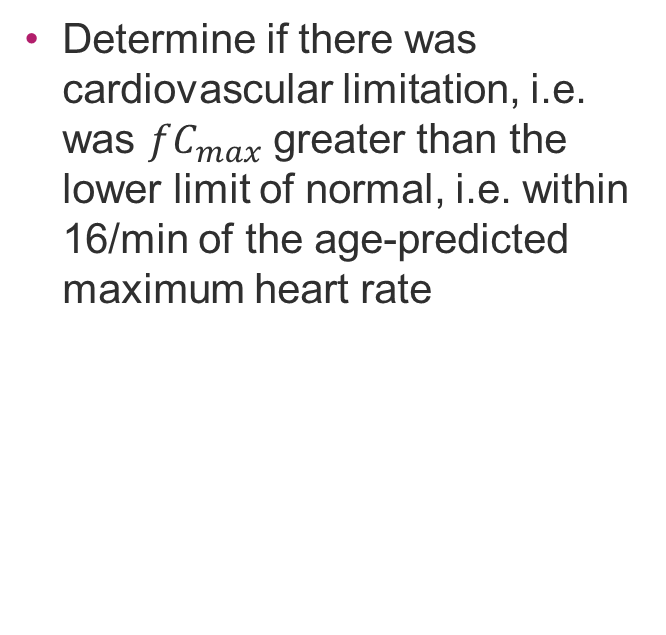 • Determine if there was
cardiovascular limitation, i.e.
was fCmax greater than the
lower limit of normal, i.e. within
16/min of the age-predicted
maximum heart rate